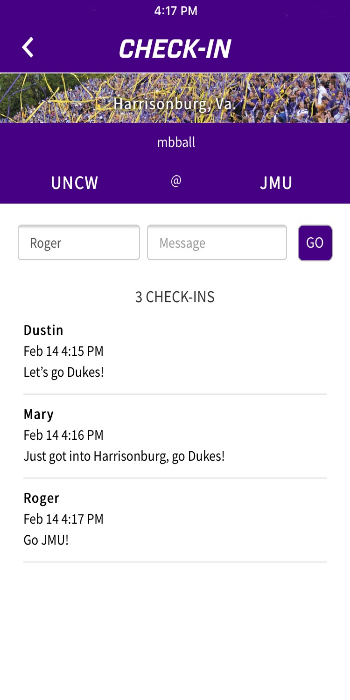 4:17 PM
CHECK-IN
Harrisonburg, Va.
mbball
UNCW @ JMU
Roger Message GO
3 CHECK-INS
Dustin
Feb 14 4:15 PM
Let's go Dukes!
Mary
Feb 14 4:16 PM
Just got into Harrisonburg, go Dukes!
Roger
Feb 14 4:17 PM
Go JMU!